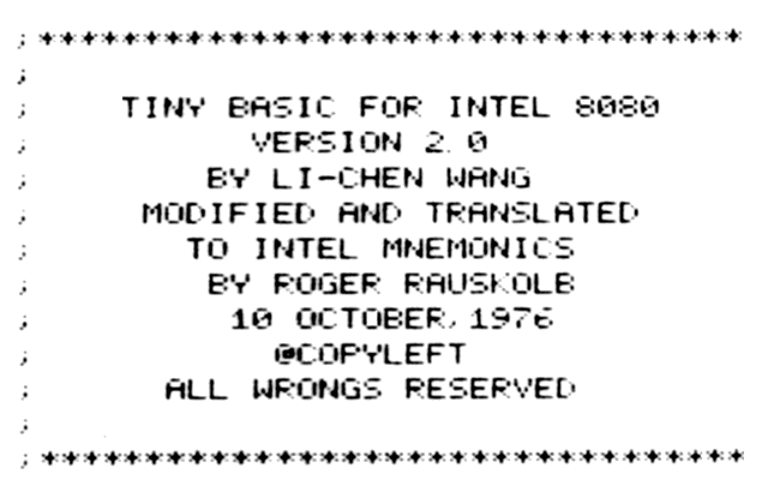 ; *********************************
;
; TINY BASIC FOR INTEL 8080
; VERSION 2.0
; BY LI-CHEN WANG
; MODIFIED AND TRANSLATED
; TO INTEL MNEMONICS
; BY ROGER RAUSKOLB
; 10 OCTOBER,1976
; @COPYLEFT
; ALL WRONGS RESERVED
;
; *********************************